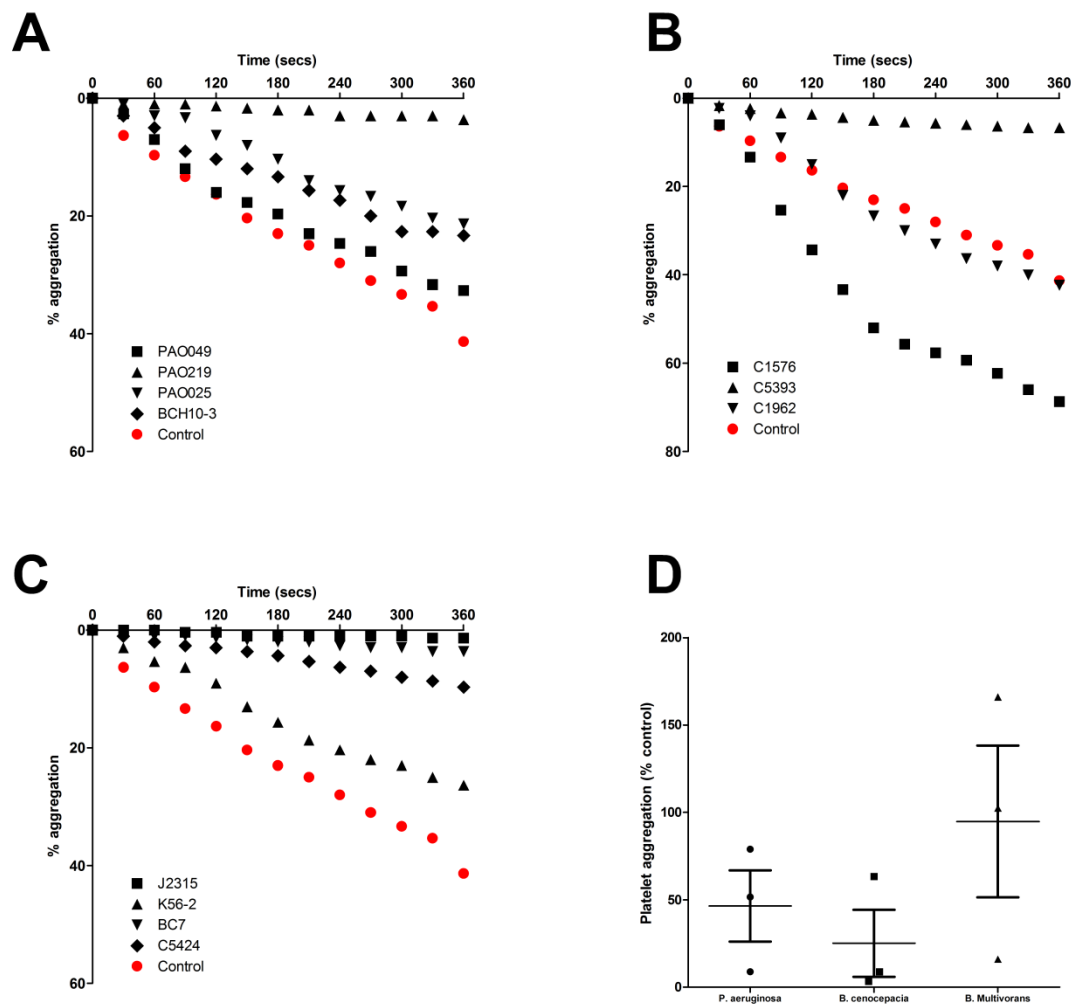 A
Time (secs)
0 60 120 180 240 300 360
0
20
40
60
% aggregation
PAO049
PAO219
PAO025
BCH10-3
Control
B
Time (secs)
0 60 120 180 240 300 360
0
20
40
60
80
% aggregation
C1576
C5393
C1962
Control
C
Time (secs)
0 60 120 180 240 300 360
0
20
40
60
% aggregation
J2315
K56-2
BC7
C5424
Control
D
200
150
100
50
0
Platelet aggregation (% control)
P. aeruginosa B. cenocepacia B. Multivorans